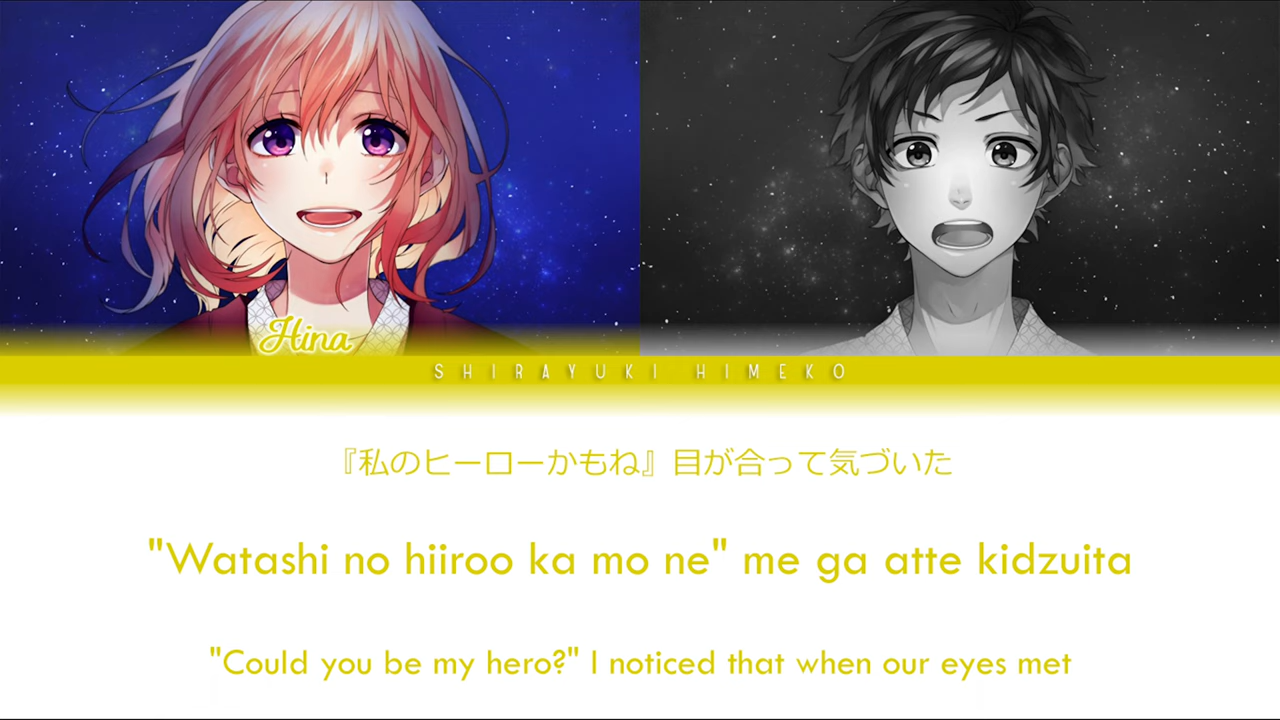 Hina
SHIRAYUKI HIMEKO
『私のヒーローかもね』目が合って気づいた
"Watashi no hiiroo ka mo ne" me ga atte kidzuita
"Could you be my hero?" I noticed that when our eyes met